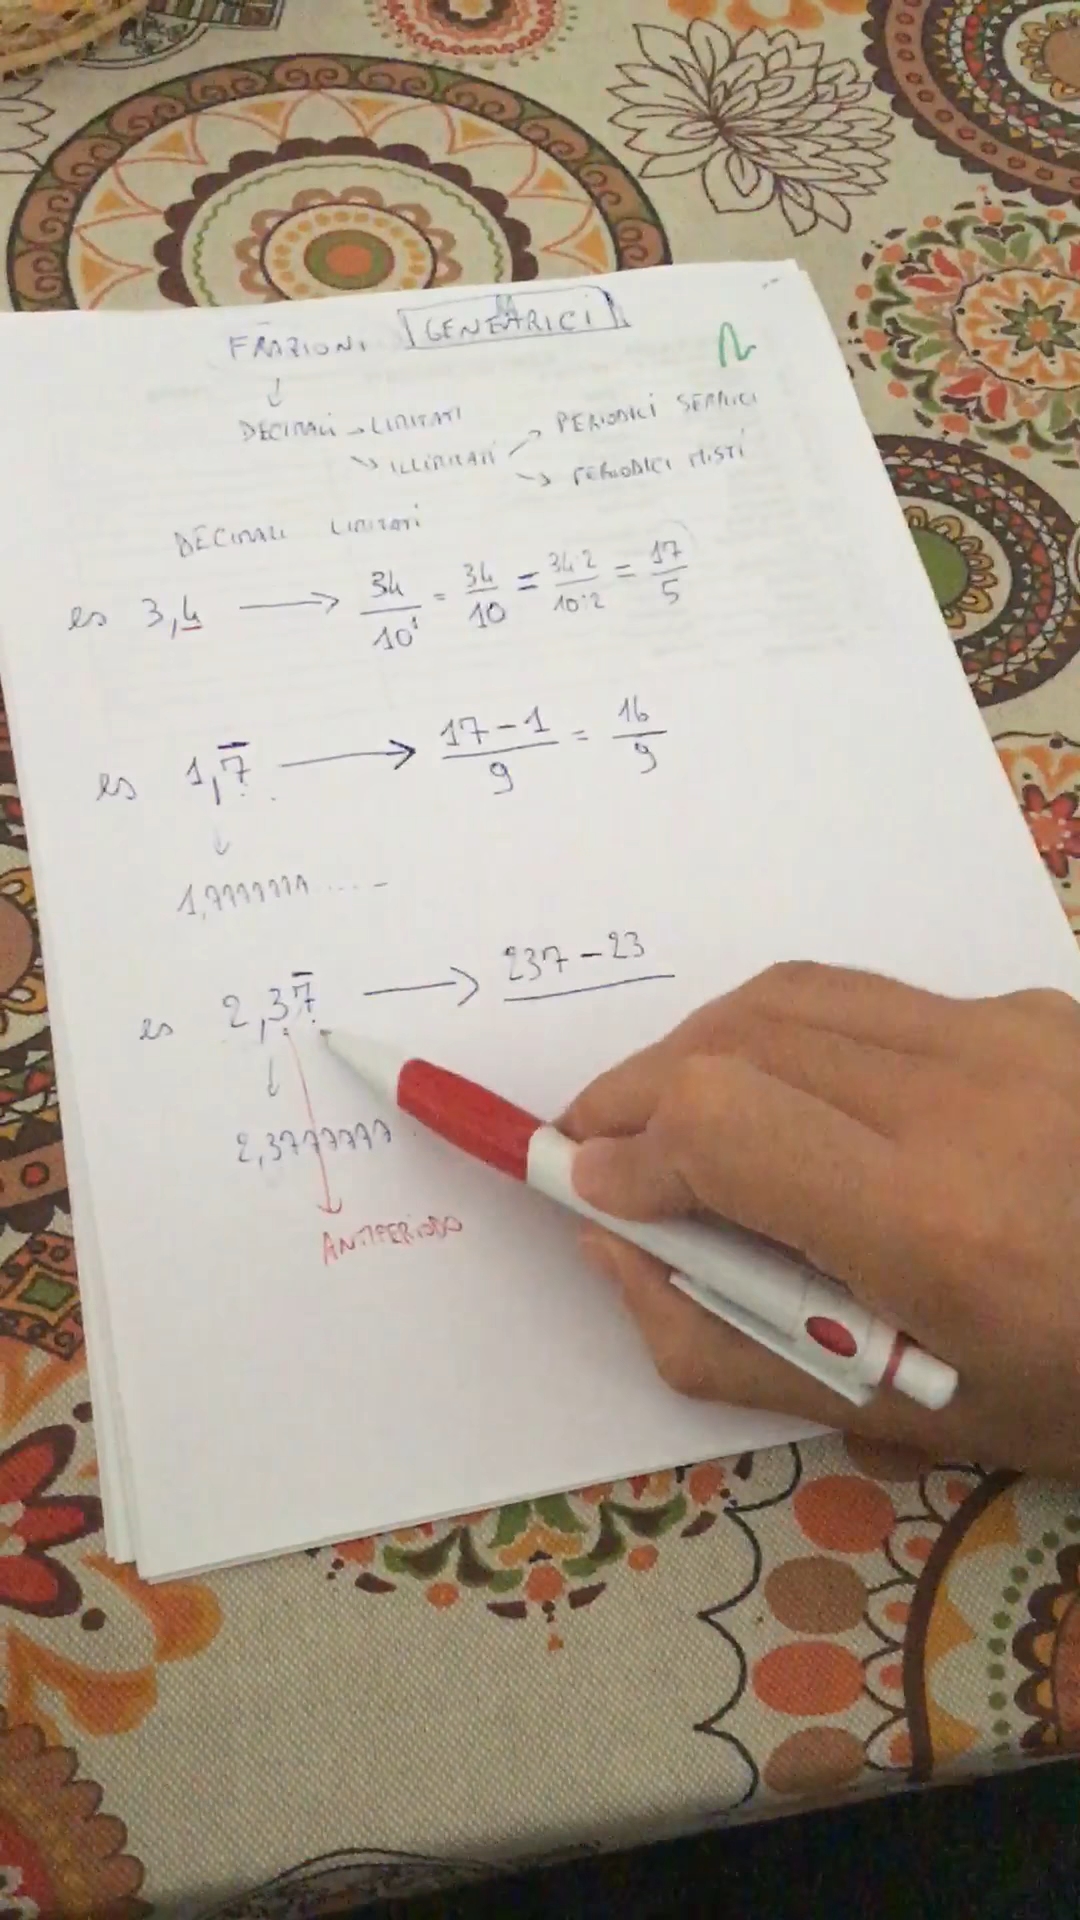 FRAZIONI GENERARICI
↓
DECIMALI → LIMITATI
↘ ILLIMITATI ↗ PERIODICI SEMPLICI
↘ PERIODICI MISTI
DECIMALI LIMITATI
es 3,4 → 34/10¹ = 34/10 = 34:2/10:2 = 17/5
es 1,7̅ → 17-1/9 = 16/9
↓
1,7777777.....-
es 2,37̅ → 237-23
↓
2,3777777
ANTIPERIODO